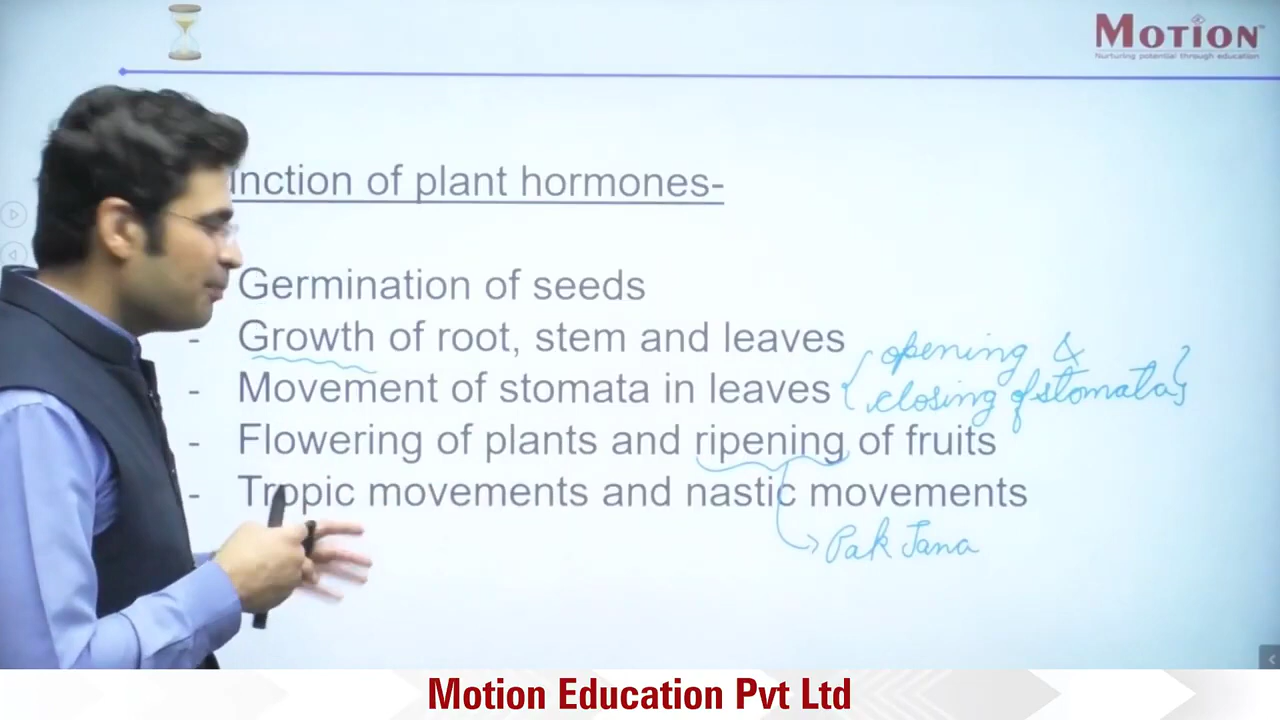 MOTION
Nurturing potential through education
nction of plant hormones-
Germination of seeds
- Growth of root, stem and leaves
- Movement of stomata in leaves { opening &
closing of stomata }
- Flowering of plants and ripening of fruits
- Tropic movements and nastic movements
Pak Jana
Motion Education Pvt Ltd